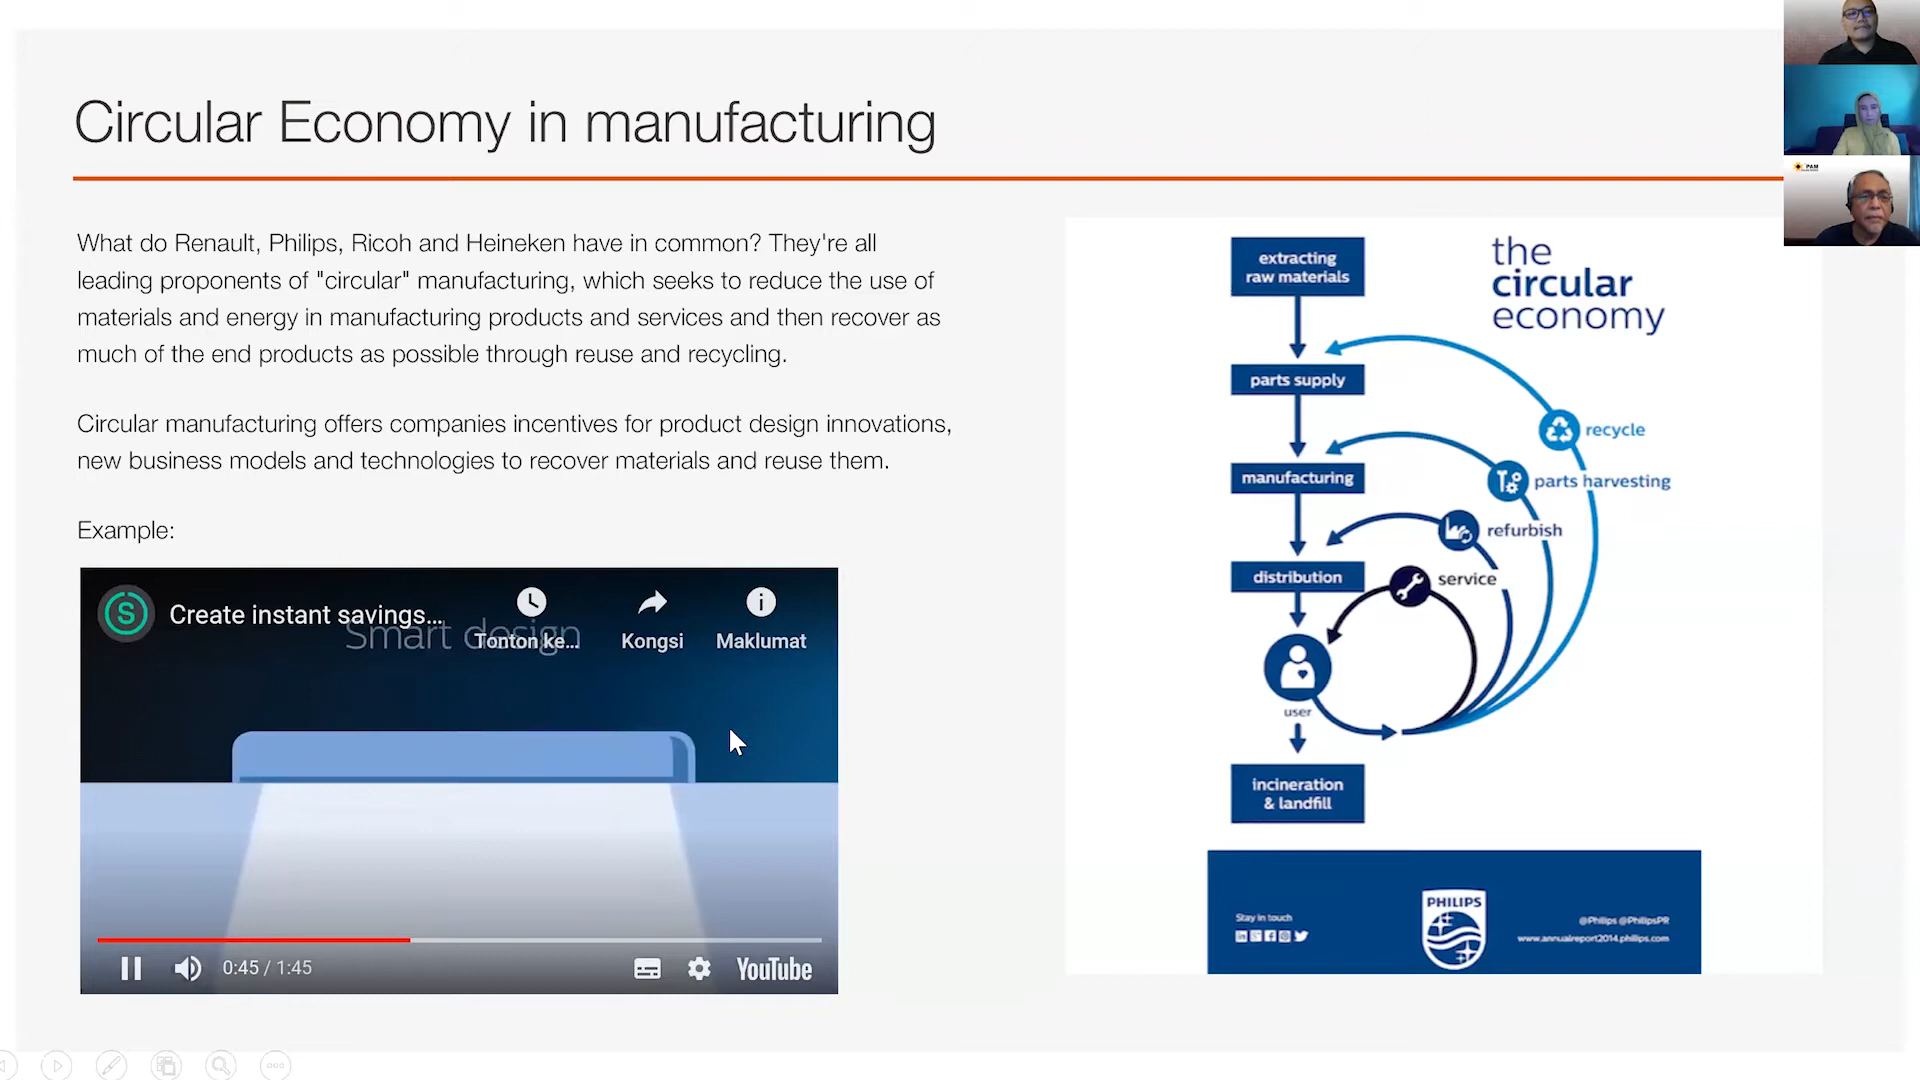 Circular Economy in manufacturing
PAM
What do Renault, Philips, Ricoh and Heineken have in common? They're all
leading proponents of "circular" manufacturing, which seeks to reduce the use of
materials and energy in manufacturing products and services and then recover as
much of the end products as possible through reuse and recycling.
Circular manufacturing offers companies incentives for product design innovations,
new business models and technologies to recover materials and reuse them.
Example:
Create instant savings...
Smart design
Tonton ke...
Kongsi
Maklumat
0:45 / 1:45
YouTube
the
circular
economy
extracting
raw materials
parts supply
manufacturing
distribution
user
incineration
& landfill
recycle
parts harvesting
refurbish
service
Stay in touch
PHILIPS
@Philips @PhilipsPR
www.annualreport2014.philips.com